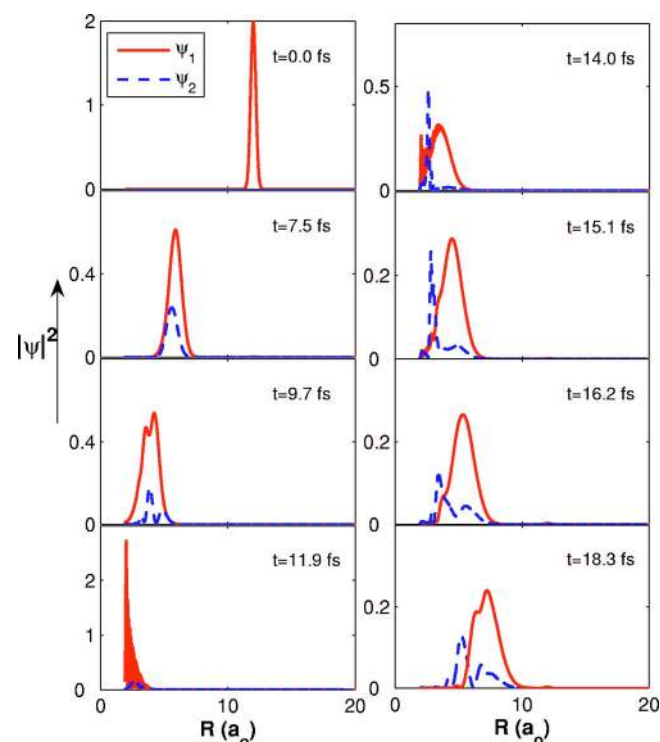 ψ₁
ψ₂
t=0.0 fs
2
1
0
t=7.5 fs
0.4
0
t=9.7 fs
0.4
0
t=11.9 fs
2
1
0
0 10 20
R (aₒ)
|ψ|²
t=14.0 fs
0.5
0
t=15.1 fs
0.2
0
t=16.2 fs
0.2
0
t=18.3 fs
0.2
0
0 10 20
R (aₒ)